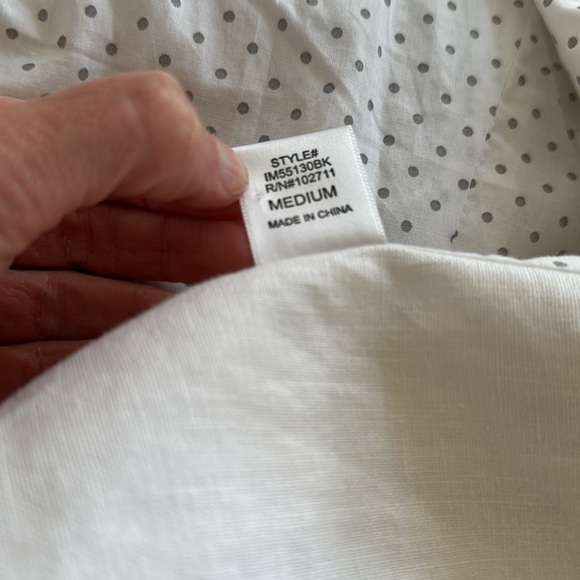 STYLE#
IM55130BK
R/N#102711
MEDIUM
MADE IN CHINA